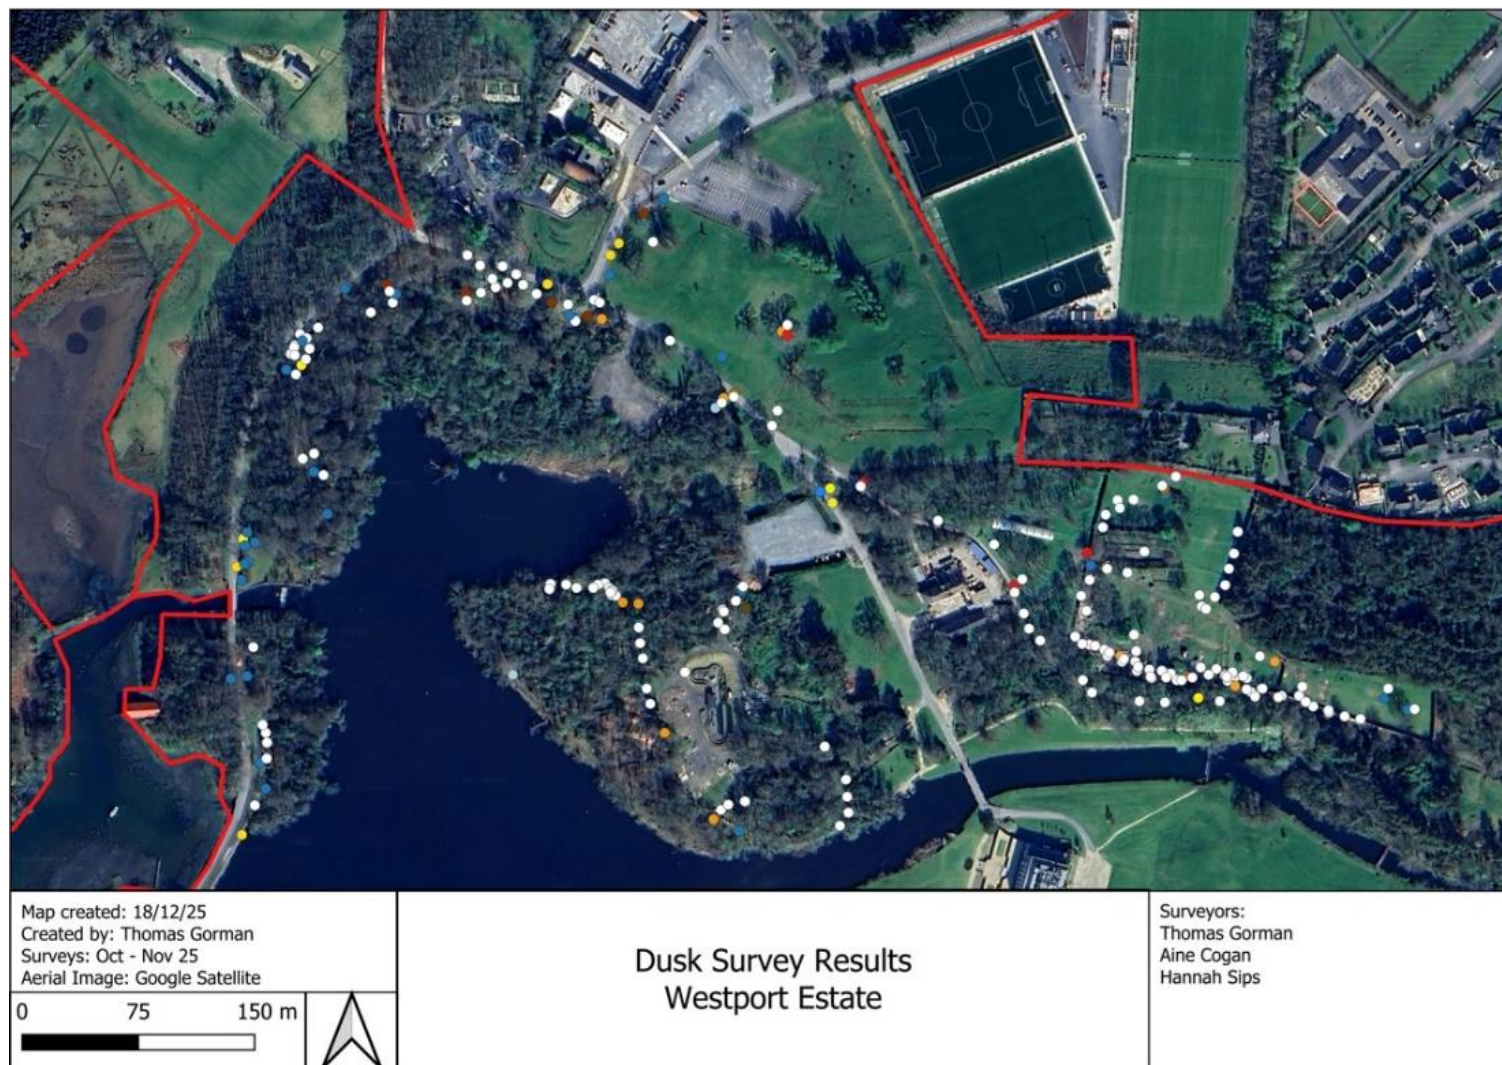 Map created: 18/12/25
Created by: Thomas Gorman
Surveys: Oct - Nov 25
Aerial Image: Google Satellite
0 75 150 m
Dusk Survey Results
Westport Estate
Surveyors:
Thomas Gorman
Aine Cogan
Hannah Sips